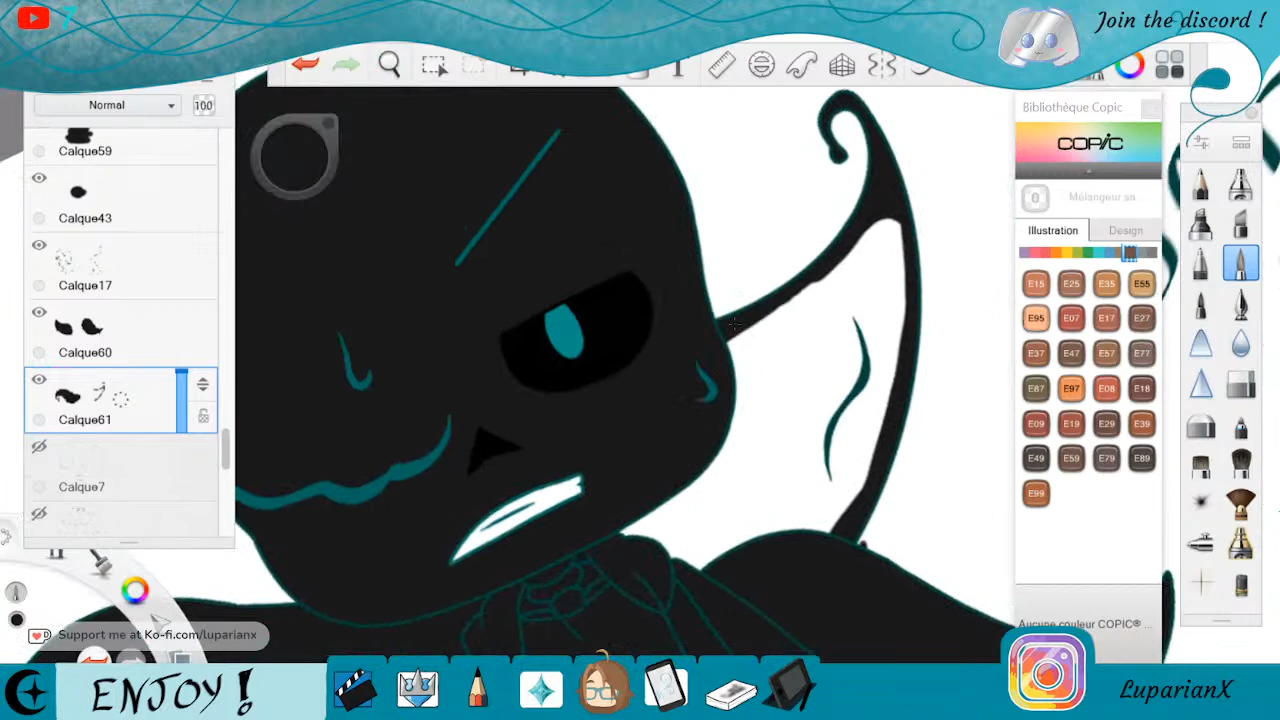 7
Join the discord !
Normal
100
Bibliothèque Copic
Calque59
COPIC
Calque43
0
Mélangeur sa...
Illustration
Design
Calque17
E15
E25
E35
E55
E95
E07
E17
E27
Calque60
E37
E47
E57
E77
E87
E97
E08
E18
Calque61
E09
E19
E29
E39
E49
E59
E79
E89
Calque7
E99
Aucune couleur COPIC® ...
Support me at Ko-fi.com/luparianx
ENJOY !
LuparianX